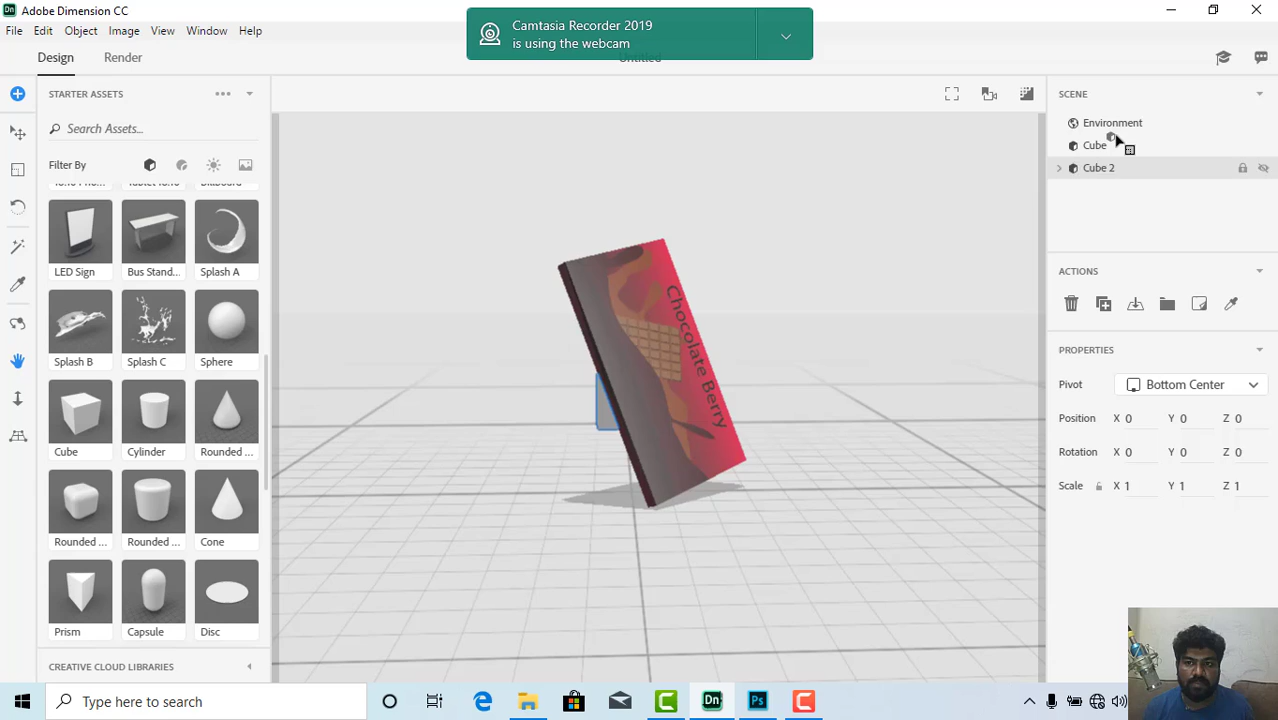 Dn Adobe Dimension CC
Camtasia Recorder 2019
is using the webcam
File Edit Object Image View Window Help
Design Render Untitled
STARTER ASSETS
Search Assets...
Filter By
LED Sign Bus Stand... Splash A
Splash B Splash C Sphere
Cube Cylinder Rounded ...
Rounded ... Rounded ... Cone
Prism Capsule Disc
CREATIVE CLOUD LIBRARIES
Chocolate Berry
SCENE
Environment
Cube
Cube 2
ACTIONS
PROPERTIES
Pivot Bottom Center
Position X 0 Y 0 Z 0
Rotation X 0 Y 0 Z 0
Scale X 1 Y 1 Z 1
Type here to search
Dn Ps